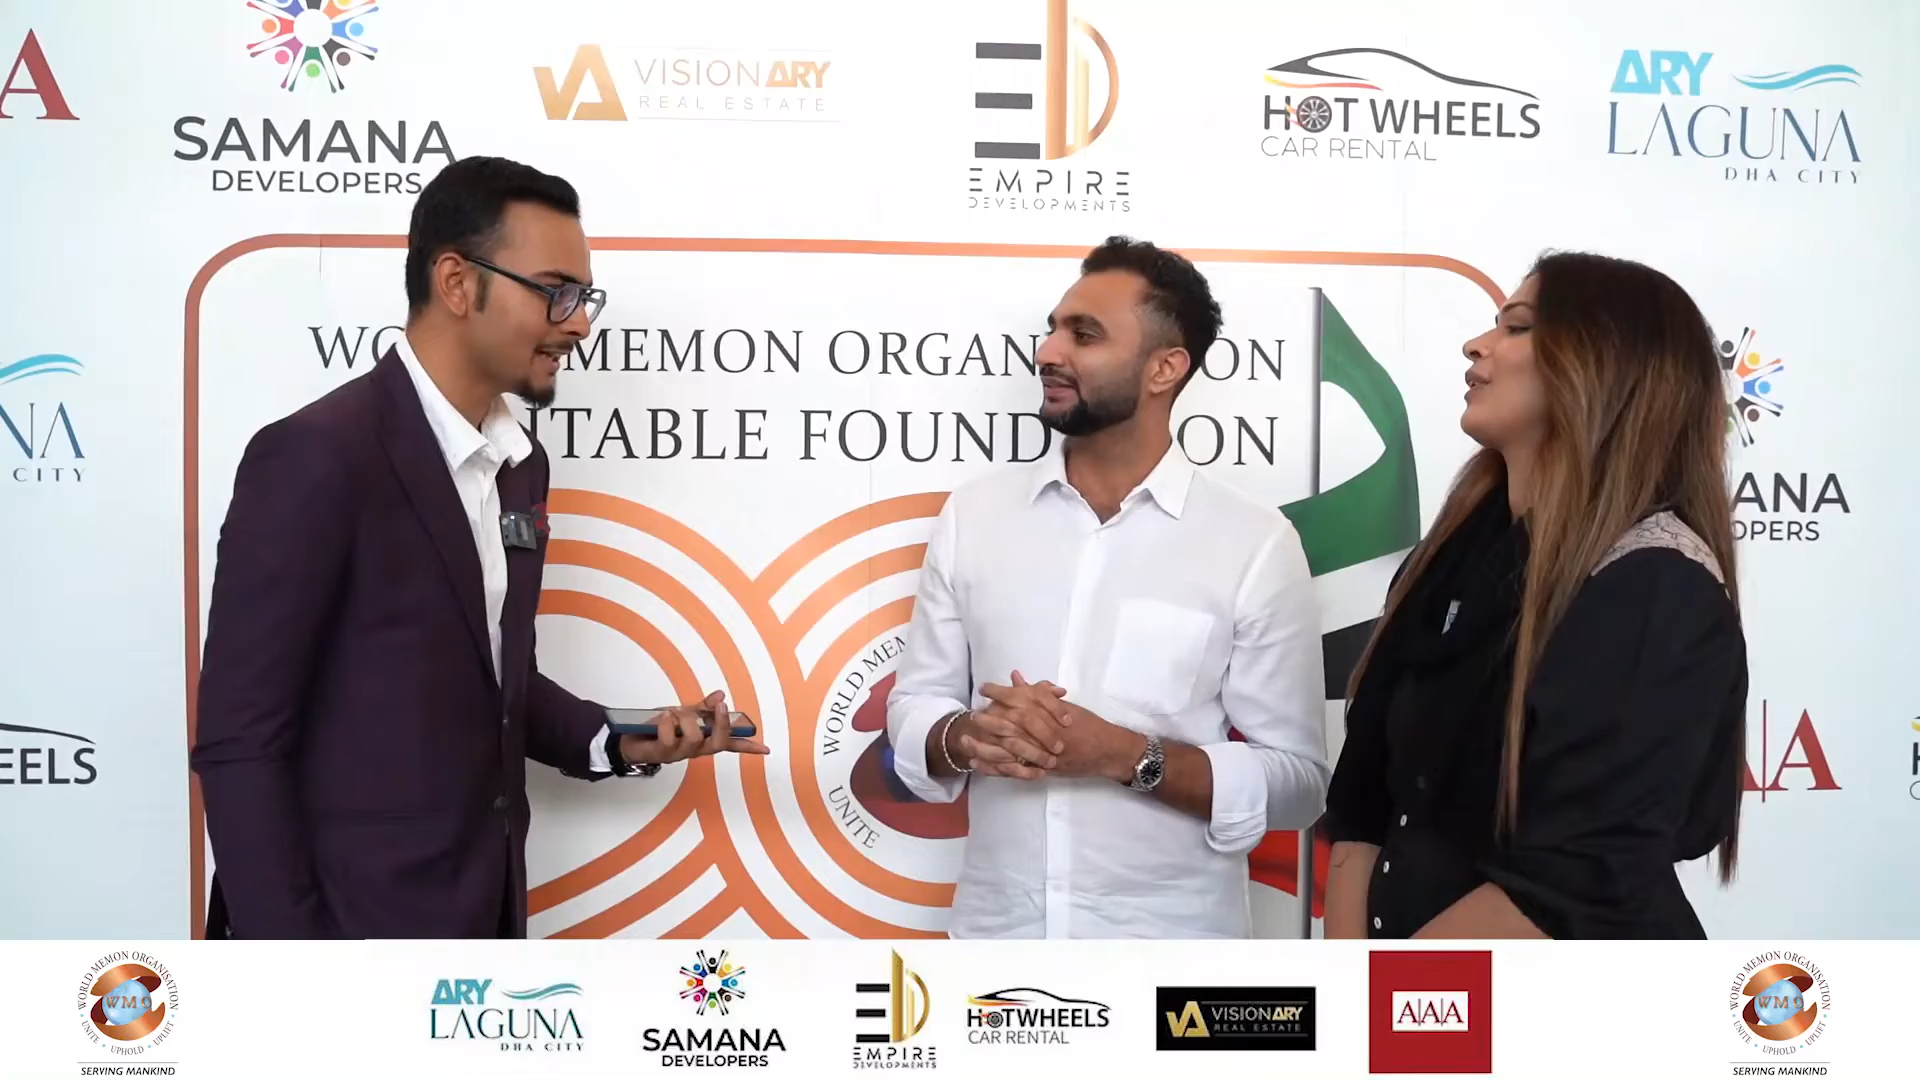 A
SAMANA
DEVELOPERS
VISIONARY
REAL ESTATE
EMPIRE
DEVELOPMENTS
HOT WHEELS
CAR RENTAL
ARY
LAGUNA
DHA CITY
MEMON ORGAN
ON
TABLE FOUND
ON
NA
CITY
WORLD MEM
UNITE
ANA
OPERS
EELS
A
WORLD MEMON ORGANISATION
WMO
UNITE • UPHOLD • UPLIFT
SERVING MANKIND
ARY
LAGUNA
DHA CITY
SAMANA
DEVELOPERS
EMPIRE
DEVELOPMENTS
HOTWHEELS
CAR RENTAL
VISIONARY
REAL ESTATE
A|A|A
WORLD MEMON ORGANISATION
WMO
UNITE • UPHOLD • UPLIFT
SERVING MANKIND